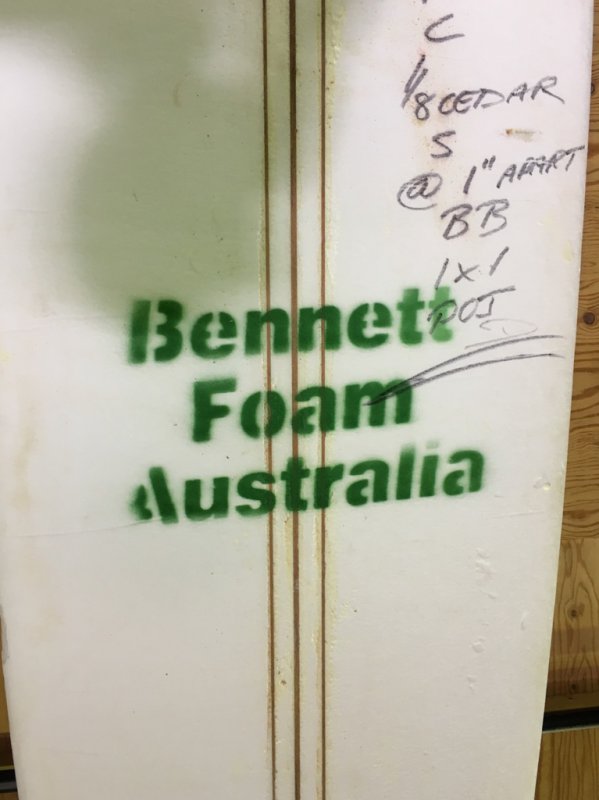 C
1/8 CEDAR
S
@ 1" APART
BB
1x1
Bennett
Foam
Australia